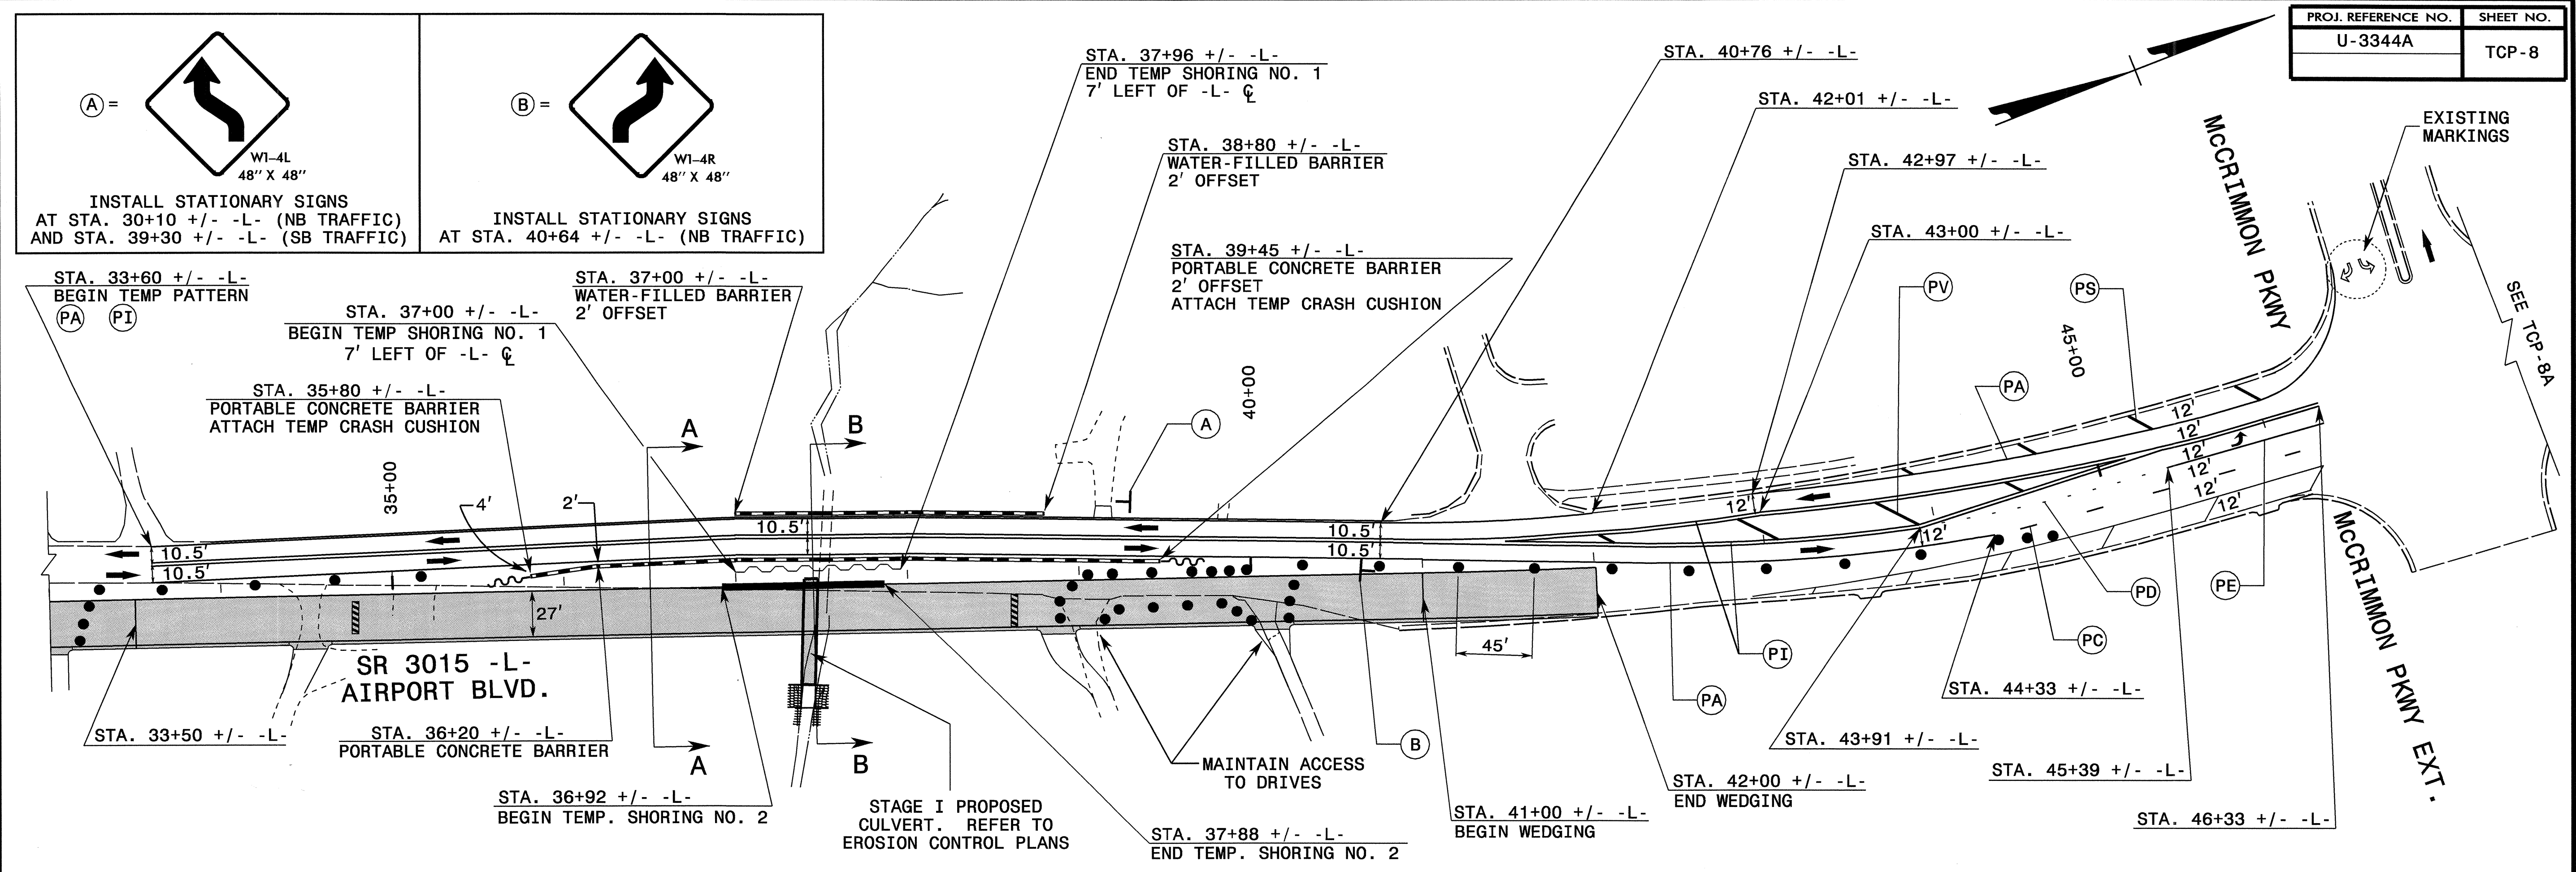 PROJ. REFERENCE NO.
SHEET NO.
U-3344A
TCP-8
A =
W1-4L
48" X 48"
INSTALL STATIONARY SIGNS
AT STA. 30+10 +/- -L- (NB TRAFFIC)
AND STA. 39+30 +/- -L- (SB TRAFFIC)
B =
W1-4R
48" X 48"
INSTALL STATIONARY SIGNS
AT STA. 40+64 +/- -L- (NB TRAFFIC)
STA. 37+96 +/- -L-
END TEMP SHORING NO. 1
7' LEFT OF -L- ℄
STA. 38+80 +/- -L-
WATER-FILLED BARRIER
2' OFFSET
STA. 39+45 +/- -L-
PORTABLE CONCRETE BARRIER
2' OFFSET
ATTACH TEMP CRASH CUSHION
STA. 40+76 +/- -L-
STA. 42+01 +/- -L-
STA. 42+97 +/- -L-
STA. 43+00 +/- -L-
McCRIMMON PKWY
EXISTING
MARKINGS
SEE TCP-8A
STA. 33+60 +/- -L-
BEGIN TEMP PATTERN
PA
PI
STA. 37+00 +/- -L-
BEGIN TEMP SHORING NO. 1
7' LEFT OF -L- ℄
STA. 37+00 +/- -L-
WATER-FILLED BARRIER
2' OFFSET
STA. 35+80 +/- -L-
PORTABLE CONCRETE BARRIER
ATTACH TEMP CRASH CUSHION
35+00
4'
2'
A
B
40+00
A
PV
PS
PA
45+00
10.5'
10.5'
10.5'
10.5'
10.5'
12'
12'
12'
12'
12'
12'
12'
12'
12'
27'
45'
SR 3015 -L-
AIRPORT BLVD.
PI
PA
PC
PD
PE
B
McCRIMMON PKWY EXT.
STA. 33+50 +/- -L-
STA. 36+20 +/- -L-
PORTABLE CONCRETE BARRIER
A
B
STA. 36+92 +/- -L-
BEGIN TEMP. SHORING NO. 2
STAGE I PROPOSED
CULVERT. REFER TO
EROSION CONTROL PLANS
MAINTAIN ACCESS
TO DRIVES
STA. 37+88 +/- -L-
END TEMP. SHORING NO. 2
STA. 41+00 +/- -L-
BEGIN WEDGING
STA. 42+00 +/- -L-
END WEDGING
STA. 43+91 +/- -L-
STA. 44+33 +/- -L-
STA. 45+39 +/- -L-
STA. 46+33 +/- -L-